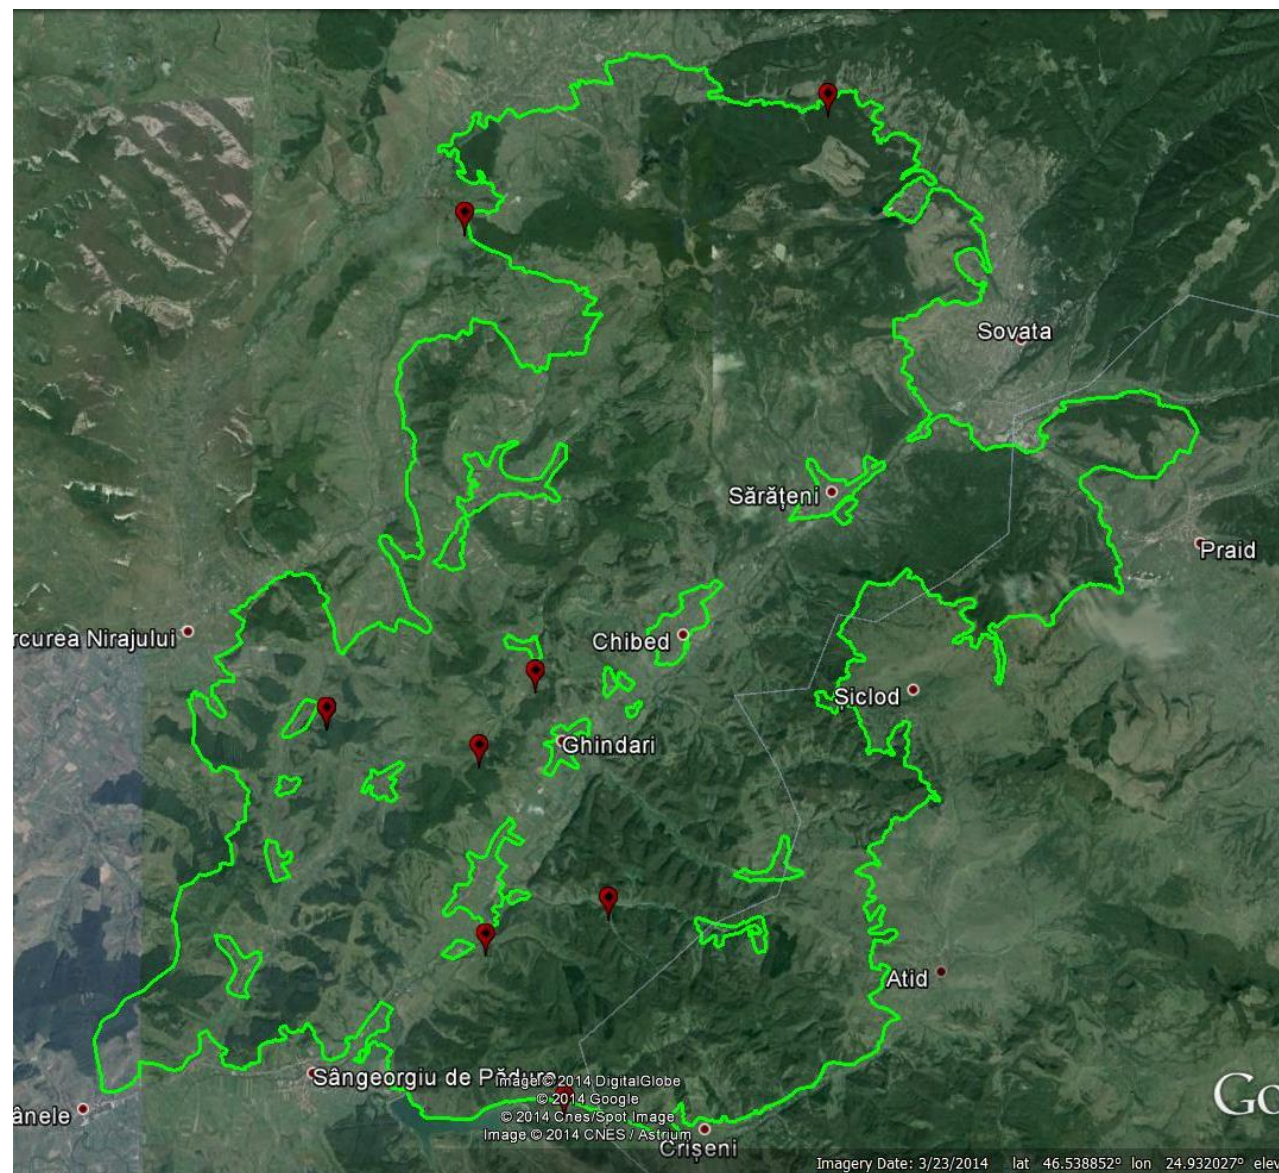 Sovata
Sărățeni
Praid
rcurea Nirajului
Chibed
Șiclod
Ghindari
Atid
Sângeorgiu de Pădure
Image © 2014 DigitalGlobe
© 2014 Google
© 2014 Cnes/Spot Image
Image © 2014 CNES / Astrium
ânele
Crișeni
Go
Imagery Date: 3/23/2014 lat 46.538852° lon 24.932027° elev